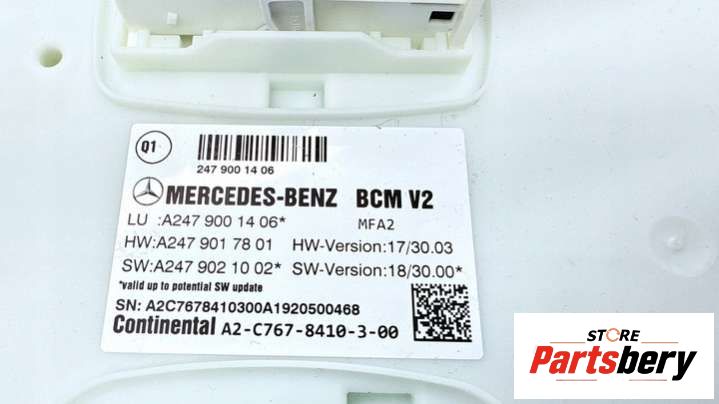 Q1
247 900 14 06
MERCEDES-BENZ BCM V2
LU :A247 900 14 06* MFA2
HW:A247 901 78 01 HW-Version:17/30.03
SW:A247 902 10 02* SW-Version:18/30.00*
*valid up to potential SW update
SN: A2C7678410300A1920500468
Continental A2-C767-8410-3-00
STORE
Partsbery